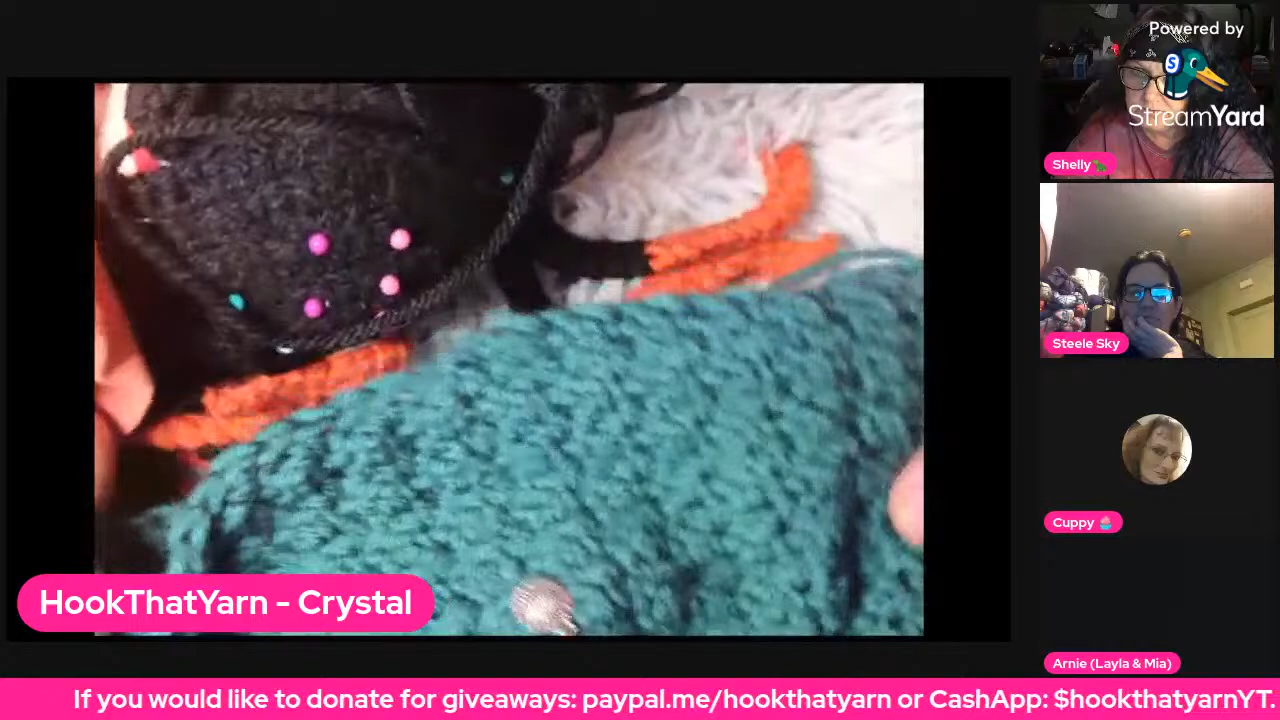 Powered by
S
StreamYard
Shelly🦖
Steele Sky
Cuppy 🧁
HookThatYarn - Crystal
Arnie (Layla & Mia)
If you would like to donate for giveaways: paypal.me/hookthatyarn or CashApp: $hookthatyarnYT.